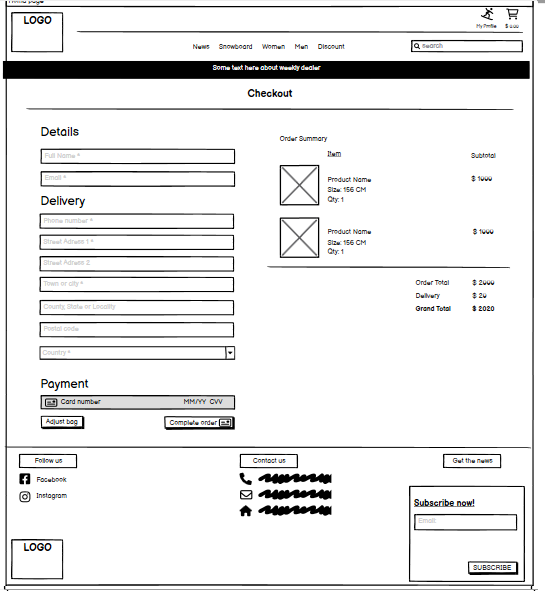 LOGO
My Profile
$ 0.00
News Snowboard Women Men Discount
Search
Some text here about weekly dealer
Checkout
Details
Full Name *
Email *
Delivery
Phone number *
Street Adress 1 *
Street Adress 2
Town or city *
County, State or Locality
Postal code
Country *
Payment
Card number MM/YY CVV
Adjust bag
Complete order
Order Summary
Item Subtotal
Product Name $ 1000
Size: 156 CM
Qty: 1
Product Name $ 1000
Size: 156 CM
Qty: 1
Order Total $ 2000
Delivery $ 20
Grand Total $ 2020
Follow us
Facebook
Instagram
LOGO
Contact us
Get the news
Subscribe now!
Email
SUBSCRIBE